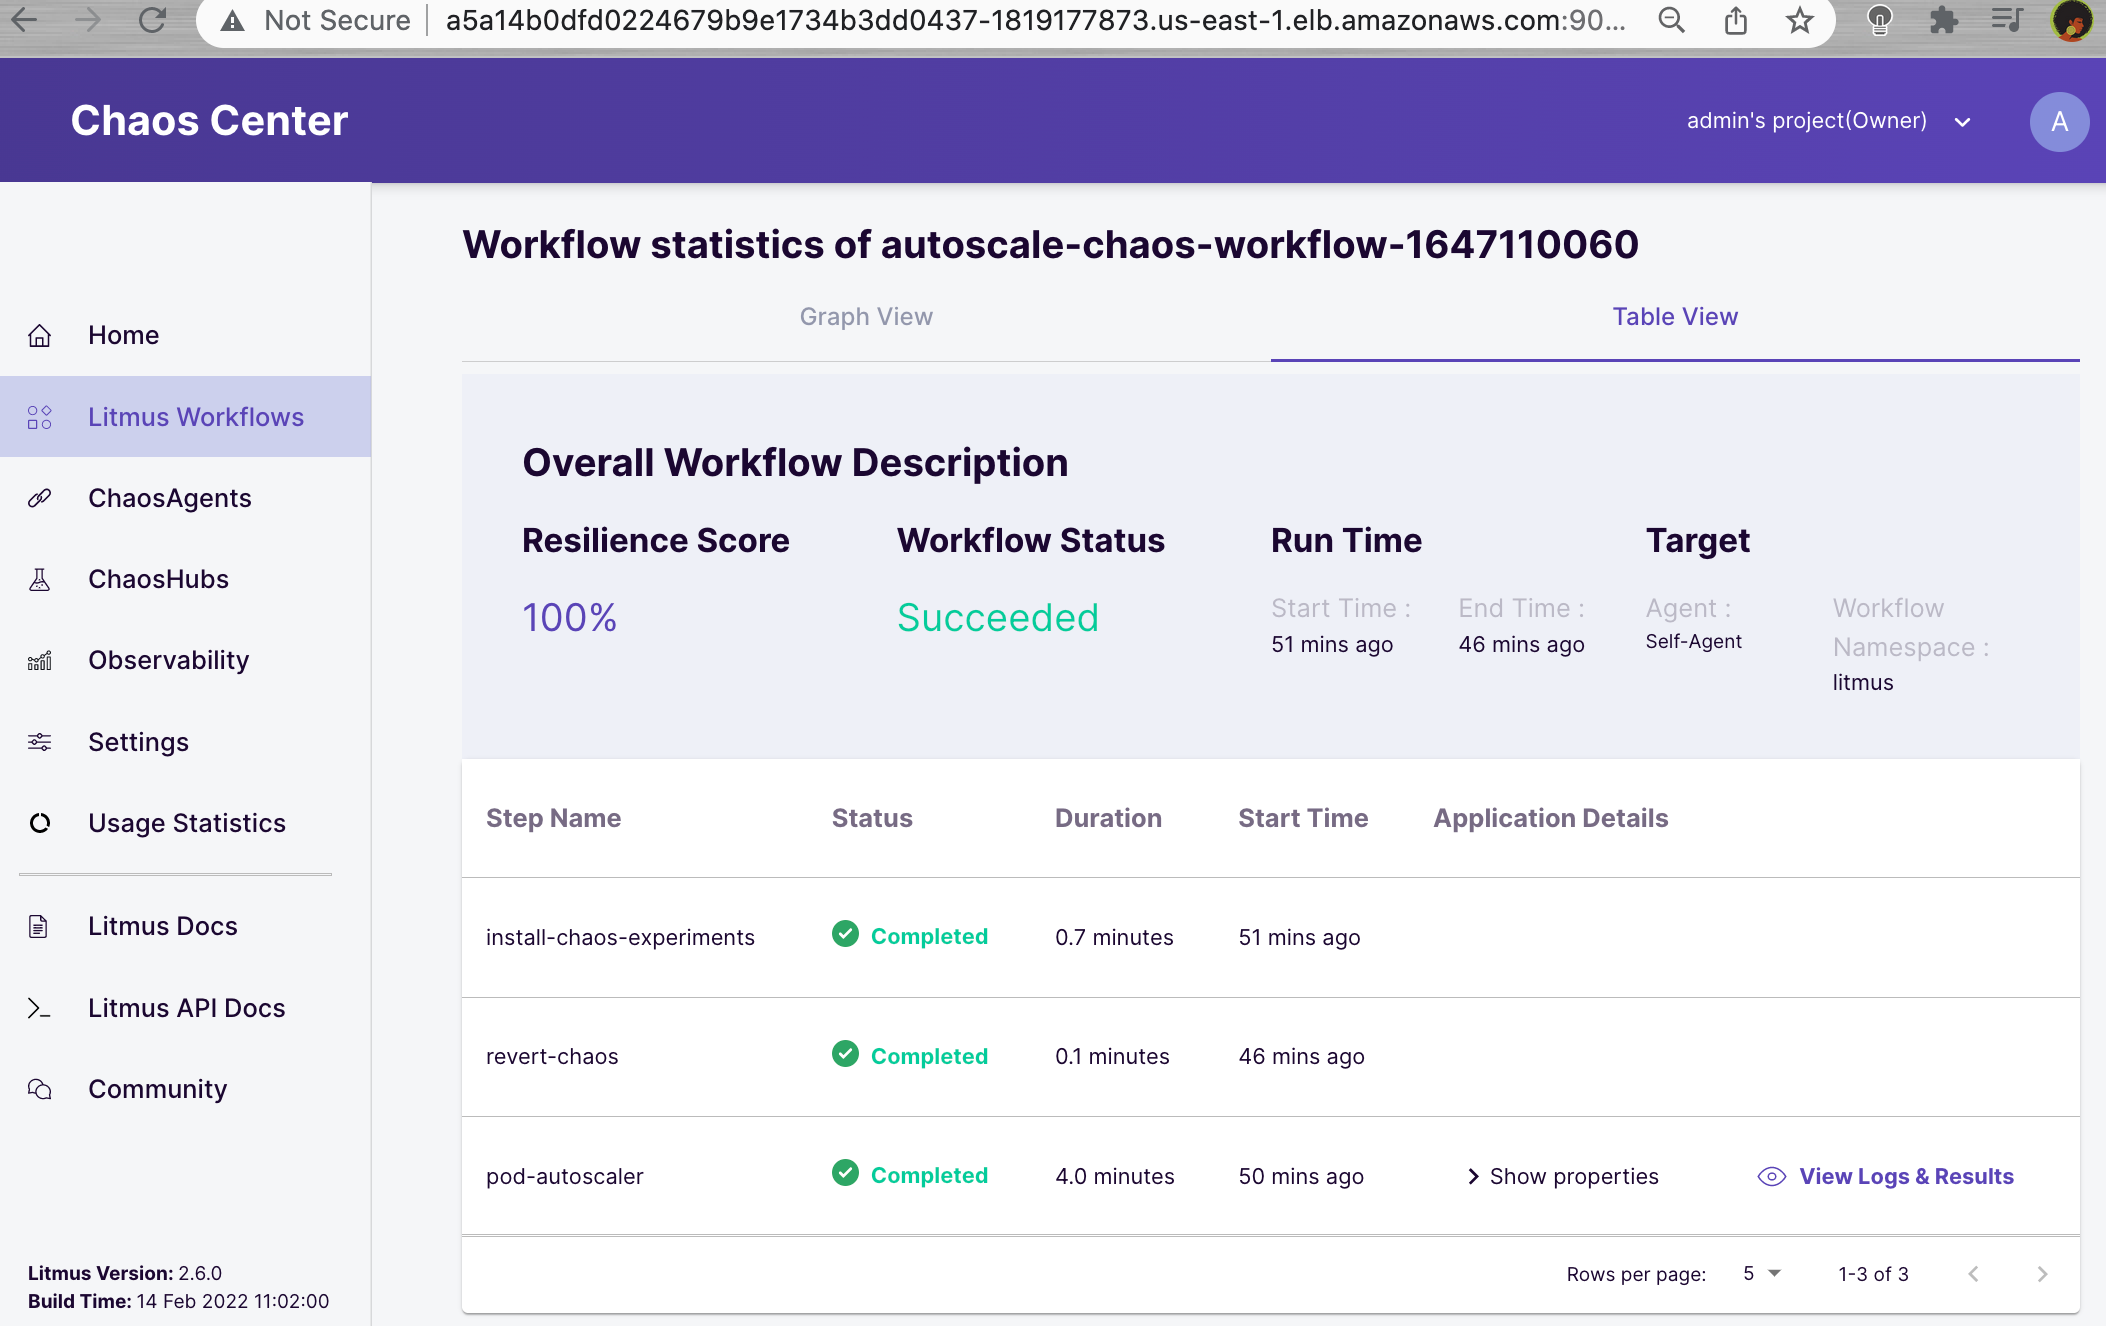 Not Secure a5a14b0dfd0224679b9e1734b3dd0437-1819177873.us-east-1.elb.amazonaws.com:90...
Chaos Center
admin's project(Owner)
A
Workflow statistics of autoscale-chaos-workflow-1647110060
Graph View
Table View
Home
Litmus Workflows
ChaosAgents
ChaosHubs
Observability
Settings
Usage Statistics
Litmus Docs
Litmus API Docs
Community
Litmus Version: 2.6.0
Build Time: 14 Feb 2022 11:02:00
Overall Workflow Description
Resilience Score
100%
Workflow Status
Succeeded
Run Time
Start Time :
51 mins ago
End Time :
46 mins ago
Target
Agent :
Self-Agent
Workflow
Namespace :
litmus
Step Name Status Duration Start Time Application Details
install-chaos-experiments Completed 0.7 minutes 51 mins ago
revert-chaos Completed 0.1 minutes 46 mins ago
pod-autoscaler Completed 4.0 minutes 50 mins ago Show properties View Logs & Results
Rows per page: 5 1-3 of 3